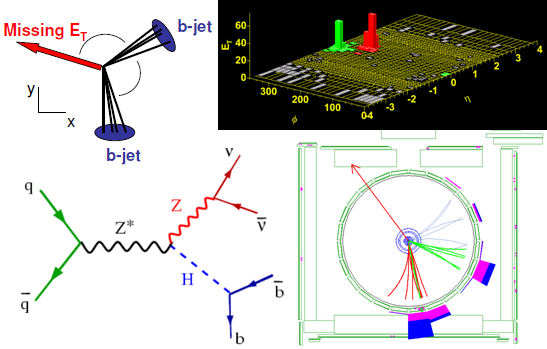 Missing E_T
b-jet
y
x
b-jet
E_T
60
40
20
0
300
200
100
0
φ
-4
-3
-2
-1
0
1
2
3
4
η
q
q̅
Z*
Z
H
ν
ν̅
b̅
b